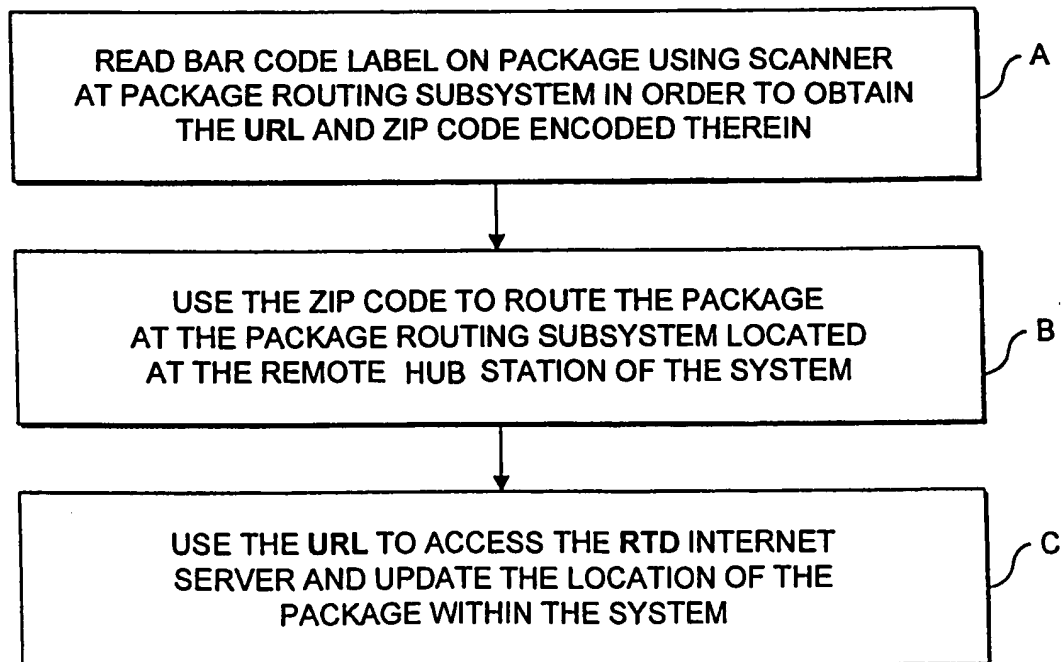 READ BAR CODE LABEL ON PACKAGE USING SCANNER
AT PACKAGE ROUTING SUBSYSTEM IN ORDER TO OBTAIN
THE URL AND ZIP CODE ENCODED THEREIN
A
USE THE ZIP CODE TO ROUTE THE PACKAGE
AT THE PACKAGE ROUTING SUBSYSTEM LOCATED
AT THE REMOTE HUB STATION OF THE SYSTEM
B
USE THE URL TO ACCESS THE RTD INTERNET
SERVER AND UPDATE THE LOCATION OF THE
PACKAGE WITHIN THE SYSTEM
C